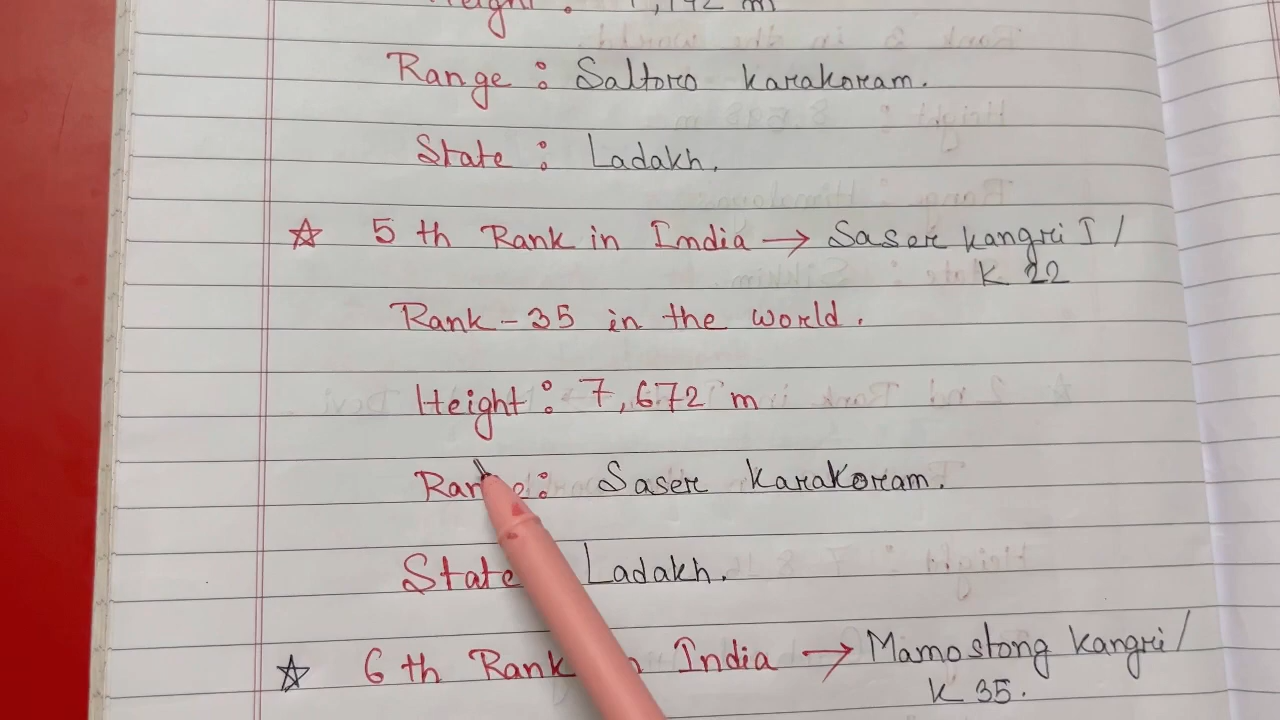 Range : Saltoro Karakoram.
State : Ladakh.
☆ 5 th Rank in India → Saser Kangri I /
K 22
Rank - 35 in the world.
Height : 7,672 m
Range : Saser Karakoram.
State Ladakh.
☆ 6 th Rank in India → Mamostong Kangri /
K 35.